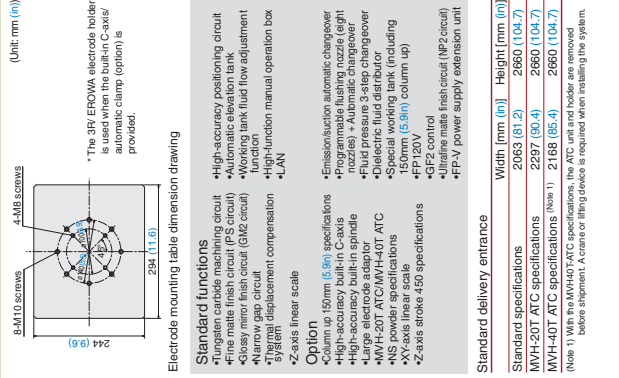 (Unit: mm (in))
8-M10 screws
4-M8 screws
45°
244 (9.6)
294 (11.6)
* The 3R/ EROWA electrode holder
is used when the built-in C-axis/
automatic clamp (option) is
provided.
Electrode mounting table dimension drawing
Standard functions
•Tungsten carbide machining circuit
•Fine matte finish circuit (PS circuit)
•Glossy mirror finish circuit (GM2 circuit)
•Narrow gap circuit
•Thermal displacement compensation
system
•Z-axis linear scale
•High-accuracy positioning circuit
•Automatic elevation tank
•Working tank fluid flow adjustment
function
•High-function manual operation box
•LAN
Option
•Column up 150mm (5.9in) specifications
•High-accuracy built-in C-axis
•High-accuracy built-in spindle
•Large electrode adaptor
•MVH-20T ATC/MVH-40T ATC
•NS powder specifications
•XY-axis linear scale
•Z-axis stroke 450 specifications
•Emission/suction automatic changeover
•Programmable flushing nozzle (eight
nozzles) + Automatic changeover
•Fluid pressure 3-step changeover
•Dielectric fluid distributor
•Special working tank (including
150mm (5.9in) column up)
•FP120V
•GF2 control
•Ultrafine matte finish circuit (NP2 circuit)
•FP-V power supply extension unit
Standard delivery entrance
Width [mm (in)] Height [mm (in)]
Standard specifications 2063 (81.2) 2660 (104.7)
MVH-20T ATC specifications 2297 (90.4) 2660 (104.7)
MVH-40T ATC specifications (Note 1) 2168 (85.4) 2660 (104.7)
(Note 1) With the MVH40T-ATC specifications, the ATC unit and holder are removed
before shipment. A crane or lifting device is required when installing the system.